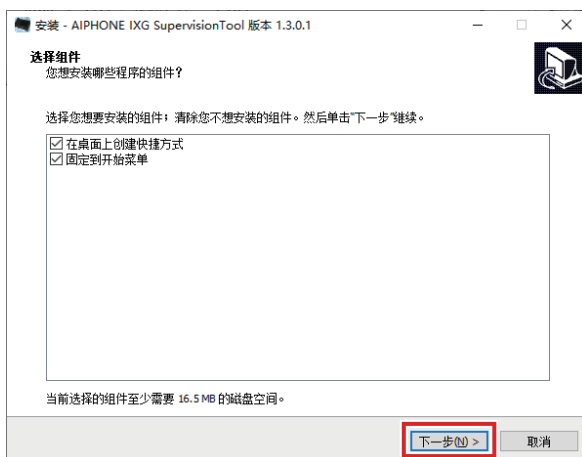 安装 - AIPHONE IXG SupervisionTool 版本 1.3.0.1
选择组件
您想安装哪些程序的组件？
选择您想要安装的组件；清除您不想安装的组件。然后单击"下一步"继续。
在桌面上创建快捷方式
固定到开始菜单
当前选择的组件至少需要 16.5 MB 的磁盘空间。
下一步(N) >
取消